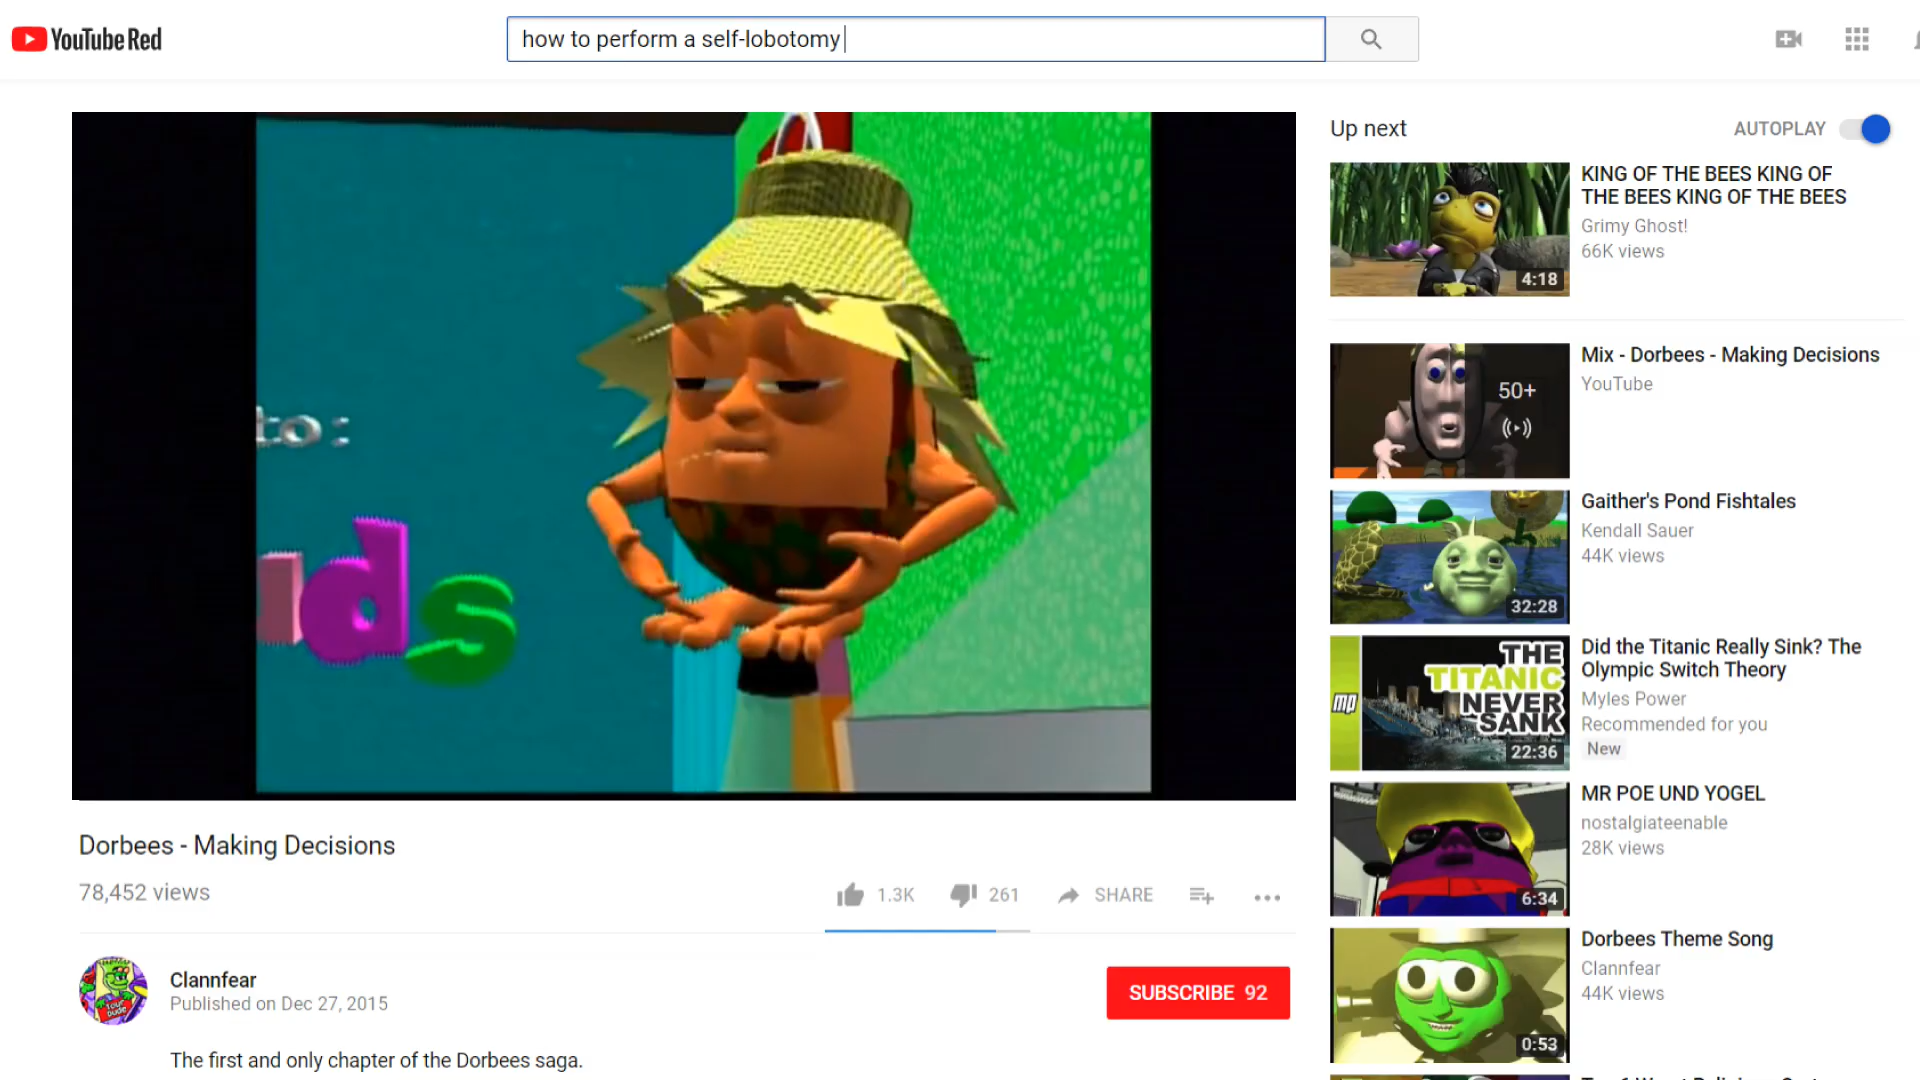 YouTube Red
how to perform a self-lobotomy
to:
ds
Dorbees - Making Decisions
78,452 views
1.3K
261
SHARE
Clannfear
Published on Dec 27, 2015
SUBSCRIBE 92
The first and only chapter of the Dorbees saga.
Up next
AUTOPLAY
KING OF THE BEES KING OF
THE BEES KING OF THE BEES
Grimy Ghost!
66K views
4:18
Mix - Dorbees - Making Decisions
YouTube
50+
Gaither's Pond Fishtales
Kendall Sauer
44K views
32:28
THE
TITANIC
NEVER
SANK
mp
22:36
Did the Titanic Really Sink? The
Olympic Switch Theory
Myles Power
Recommended for you
New
MR POE UND YOGEL
nostalgiateenable
28K views
6:34
Dorbees Theme Song
Clannfear
44K views
0:53